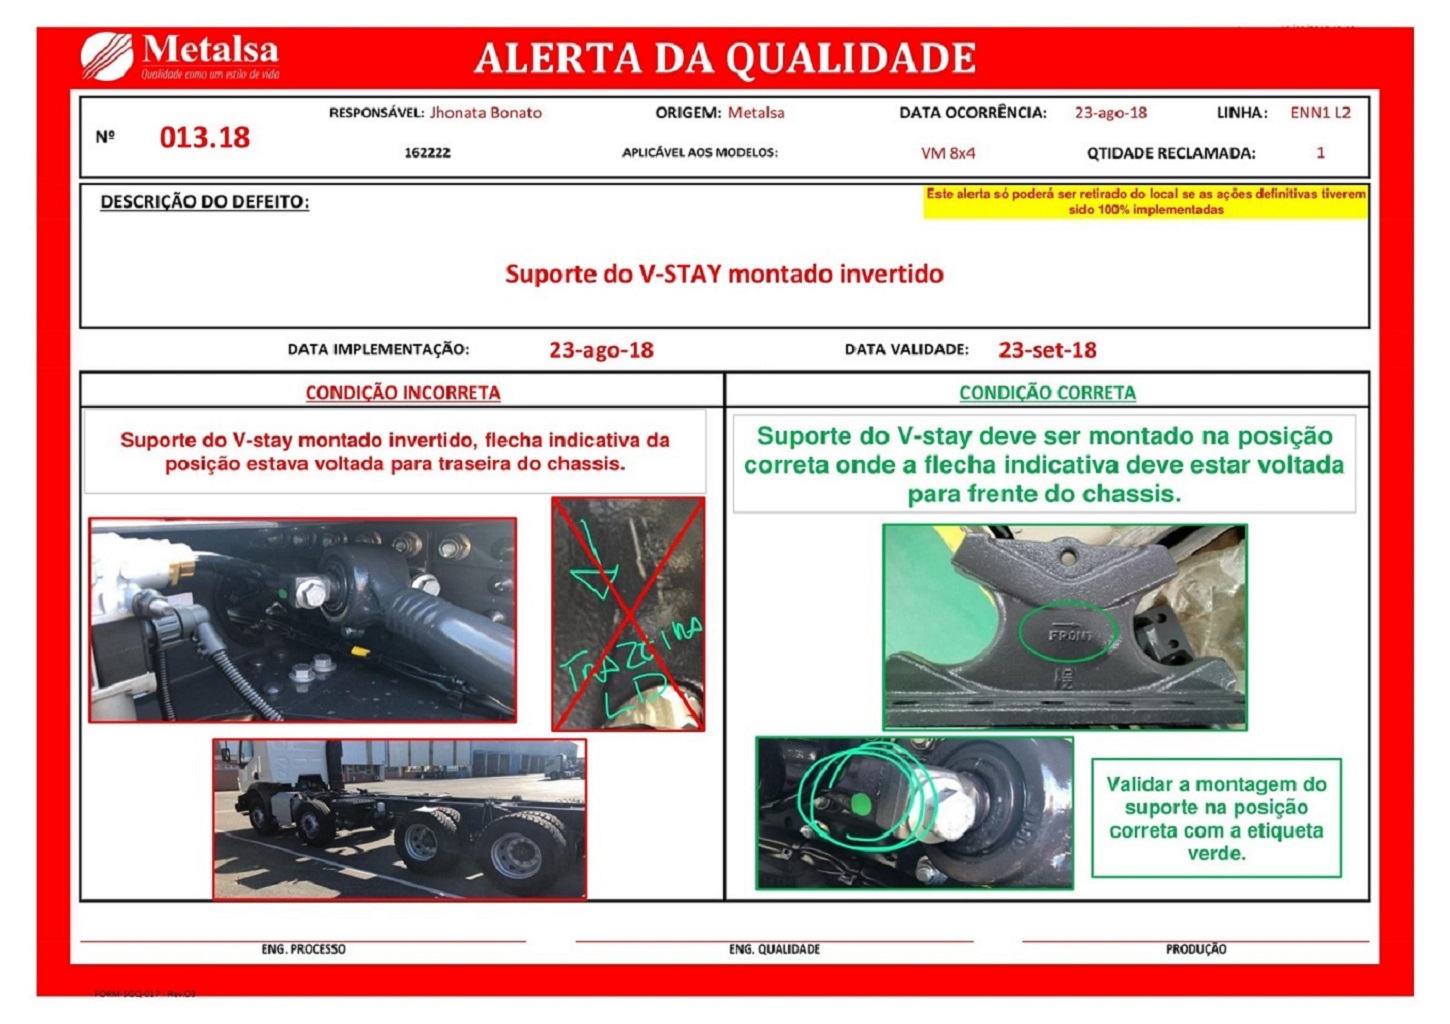 Metalsa
Qualidade como um estilo de vida
ALERTA DA QUALIDADE
Nº 013.18
RESPONSÁVEL: Jhonata Bonato
ORIGEM: Metalsa
DATA OCORRÊNCIA: 23-ago-18
LINHA: ENN1 L2
162222
APLICÁVEL AOS MODELOS: VM 8x4
QTIDADE RECLAMADA: 1
DESCRIÇÃO DO DEFEITO:
Este alerta só poderá ser retirado do local se as ações definitivas tiverem
sido 100% implementadas
Suporte do V-STAY montado invertido
DATA IMPLEMENTAÇÃO: 23-ago-18
DATA VALIDADE: 23-set-18
CONDIÇÃO INCORRETA
Suporte do V-stay montado invertido, flecha indicativa da
posição estava voltada para traseira do chassis.
TRAZEIRA
LD
CONDIÇÃO CORRETA
Suporte do V-stay deve ser montado na posição
correta onde a flecha indicativa deve estar voltada
para frente do chassis.
FRONT
Validar a montagem do
suporte na posição
correta com a etiqueta
verde.
ENG. PROCESSO
ENG. QUALIDADE
PRODUÇÃO